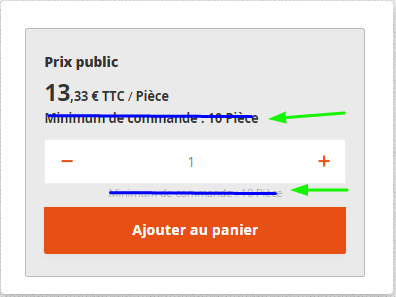 Prix public
13,33 € TTC / Pièce
Minimum de commande : 10 Pièce
− 10 +
Minimum de commande : 10 Pièce
Ajouter au panier